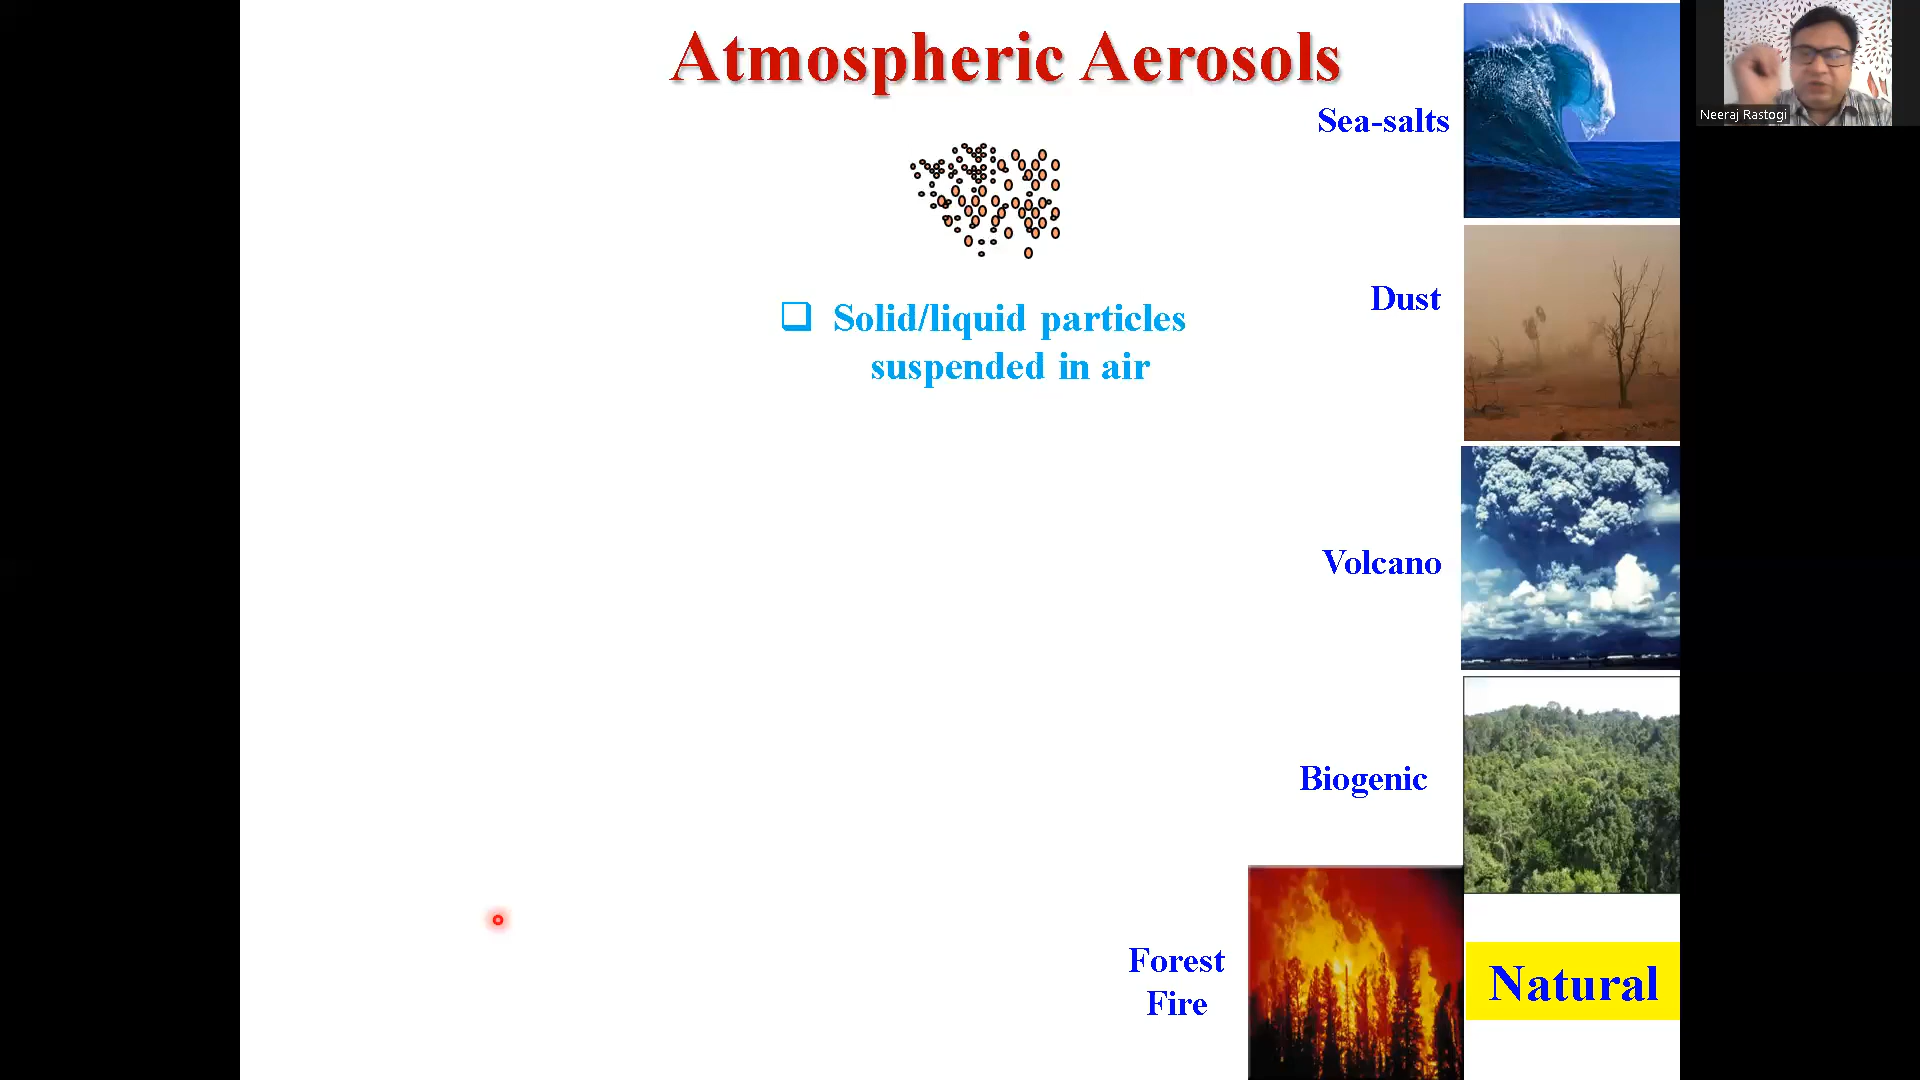 Atmospheric Aerosols
Neeraj Rastogi
Sea-salts
Dust
Solid/liquid particles
suspended in air
Volcano
Biogenic
Forest
Fire
Natural